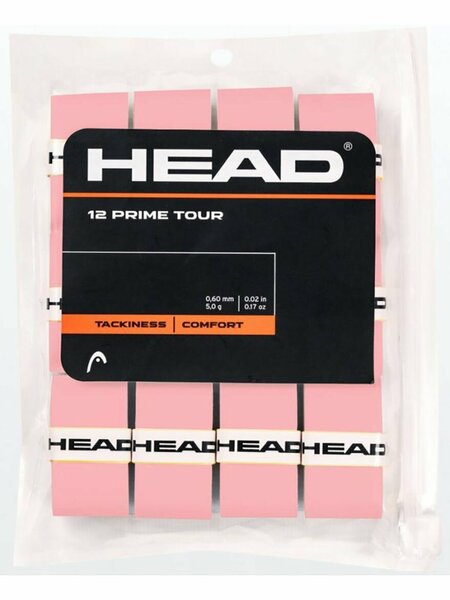 HEAD®
12 PRIME TOUR
0,60 mm | 0.02 in
5,0 g | 0.17 oz
TACKINESS | COMFORT
HEAD HEAD HEAD HEAD